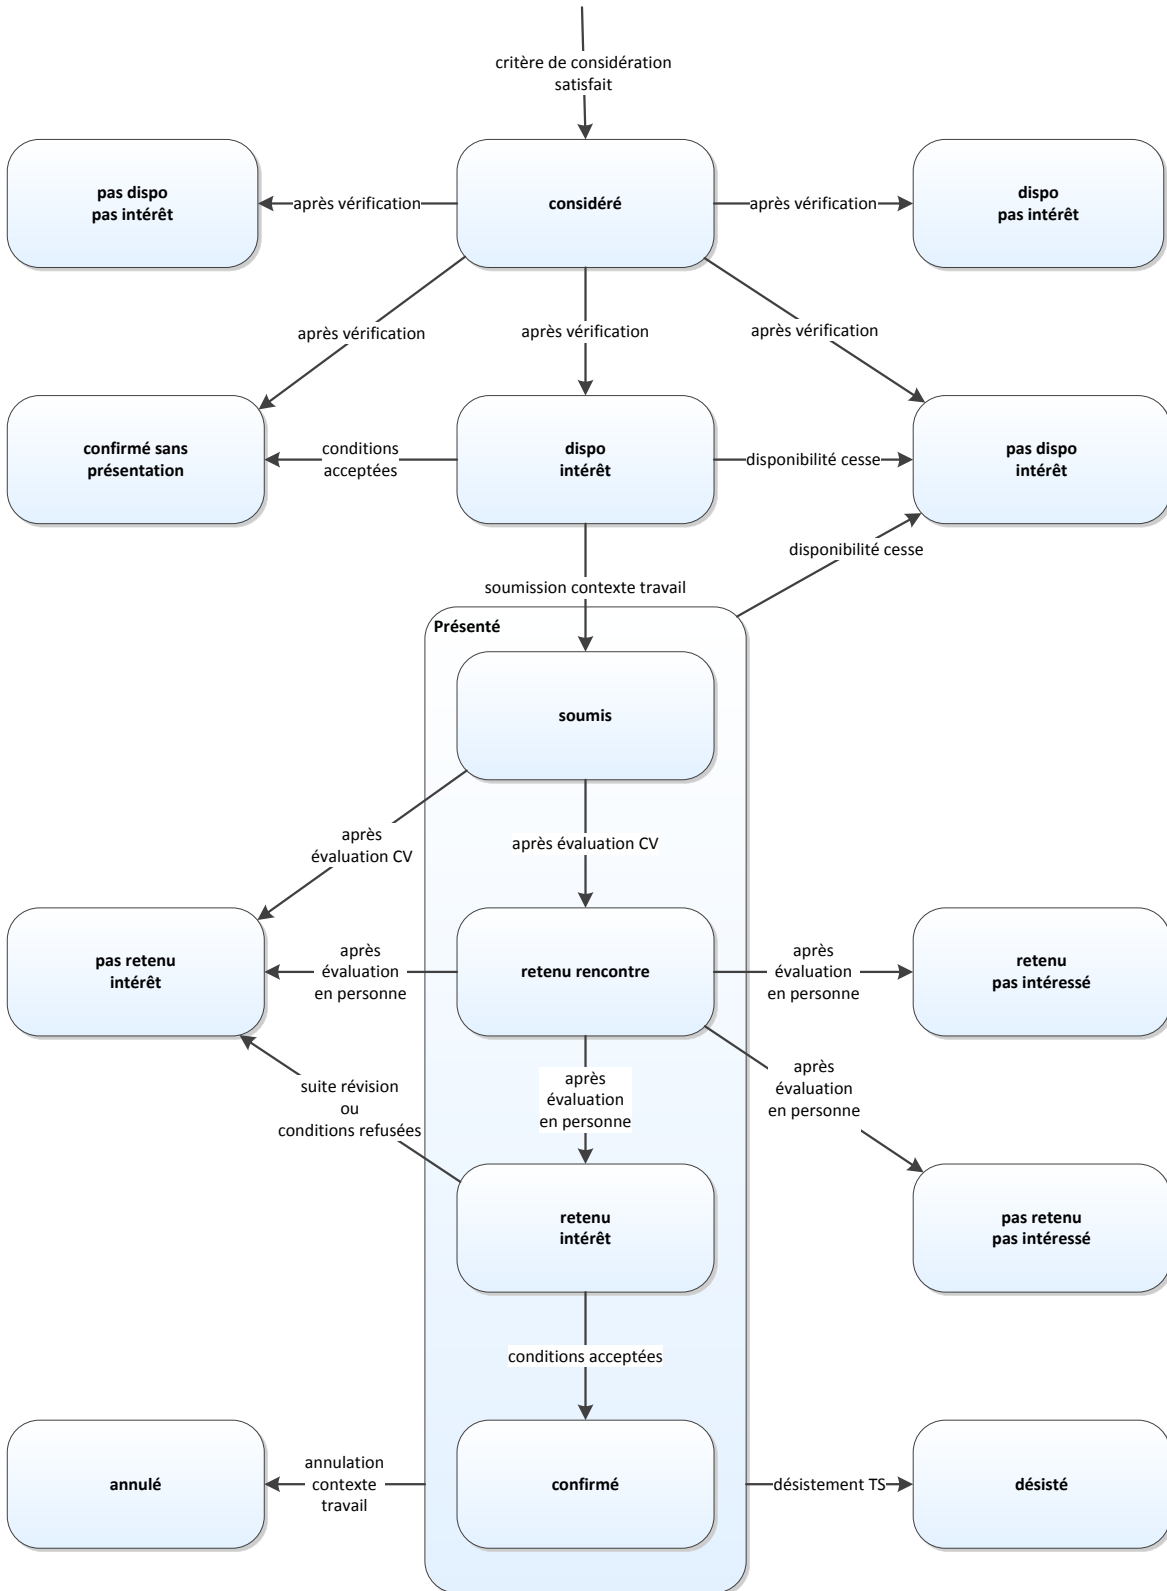 critère de considération
satisfait
pas dispo
pas intérêt
après vérification
considéré
après vérification
dispo
pas intérêt
après vérification
après vérification
après vérification
confirmé sans
présentation
conditions
acceptées
dispo
intérêt
disponibilité cesse
pas dispo
intérêt
disponibilité cesse
soumission contexte travail
Présenté
soumis
après
évaluation CV
après évaluation CV
pas retenu
intérêt
après
évaluation
en personne
retenu rencontre
après
évaluation
en personne
retenu
pas intéressé
suite révision
ou
conditions refusées
après
évaluation
en personne
après
évaluation
en personne
retenu
intérêt
pas retenu
pas intéressé
conditions acceptées
annulé
annulation
contexte
travail
confirmé
désistement TS
désisté